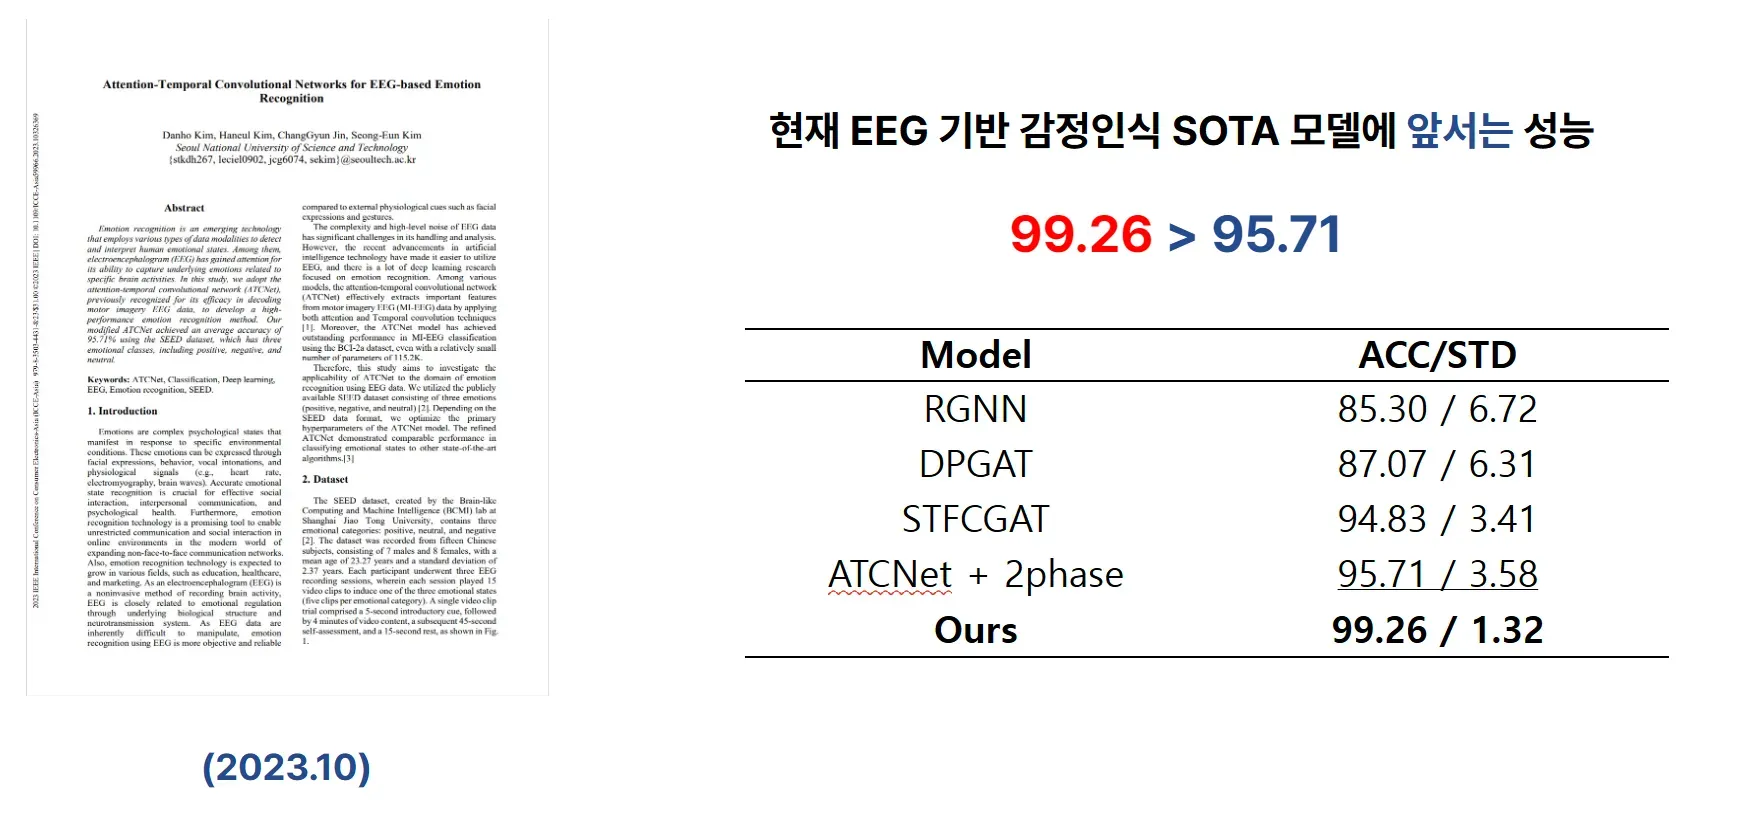 Attention-Temporal Convolutional Networks for EEG-based Emotion
Recognition
Danho Kim, Haneul Kim, ChangGyun Jin, Seong-Eun Kim
Seoul National University of Science and Technology
{stkdh267, leciel0902, jcg6074, sekim}@seoultech.ac.kr
Abstract
Emotion recognition is an emerging technology
that employs various types of data modalities to detect
and interpret human emotional states. Among them,
electroencephalogram (EEG) has gained attention for
its ability to capture underlying emotions related to
specific brain activities. In this study, we adopt the
attention-temporal convolutional network (ATCNet),
previously recognized for its efficacy in decoding
motor imagery EEG data, to develop a high-
performance emotion recognition method. Our
modified ATCNet achieved an average accuracy of
95.71% using the SEED dataset, which has three
emotional classes, including positive, negative, and
neutral.
Keywords: ATCNet, Classification, Deep learning,
EEG, Emotion recognition, SEED.
1. Introduction
Emotions are complex psychological states that
manifest in response to specific environmental
conditions. These emotions can be expressed through
facial expressions, behavior, vocal intonations, and
physiological signals (e.g., heart rate,
electromyography, brain waves). Accurate emotional
state recognition is crucial for effective social
interaction, interpersonal communication, and
psychological health. Furthermore, emotion
recognition technology is a promising tool to enable
unrestricted communication and social interaction in
online environments in the modern world of
expanding non-face-to-face communication networks.
Also, emotion recognition technology is expected to
grow in various fields, such as education, healthcare,
and marketing. As an electroencephalogram (EEG) is
a noninvasive method of recording brain activity,
EEG is closely related to emotional regulation
through underlying biological structure and
neurotransmission system. As EEG data are
inherently difficult to manipulate, emotion
recognition using EEG is more objective and reliable
compared to external physiological cues such as facial
expressions and gestures.
The complexity and high-level noise of EEG data
has significant challenges in its handling and analysis.
However, the recent advancements in artificial
intelligence technology have made it easier to utilize
EEG, and there is a lot of deep learning research
focused on emotion recognition. Among various
models, the attention-temporal convolutional network
(ATCNet) effectively extracts important features
from motor imagery EEG (MI-EEG) data by applying
both attention and Temporal convolution techniques
[1]. Moreover, the ATCNet model has achieved
outstanding performance in MI-EEG classification
using the BCI-2a dataset, even with a relatively small
number of parameters of 115.2K.
Therefore, this study aims to investigate the
applicability of ATCNet to the domain of emotion
recognition using EEG data. We utilized the publicly
available SEED dataset consisting of three emotions
(positive, negative, and neutral) [2]. Depending on the
SEED data format, we optimize the primary
hyperparameters of the ATCNet model. The refined
ATCNet demonstrated comparable performance in
classifying emotional states to other state-of-the-art
algorithms.[3]
2. Dataset
The SEED dataset, created by the Brain-like
Computing and Machine Intelligence (BCMI) lab at
Shanghai Jiao Tong University, contains three
emotional categories: positive, neutral, and negative
[2]. The dataset was recorded from fifteen Chinese
subjects, consisting of 7 males and 8 females, with a
mean age of 23.27 years and a standard deviation of
2.37 years. Each participant underwent three EEG
recording sessions, wherein each session played 15
video clips to induce one of the three emotional states
(five clips per emotional category). A single video clip
trial comprised a 5-second introductory cue, followed
by 4 minutes of video content, a subsequent 45-second
self-assessment, and a 15-second rest, as shown in Fig.
1.
(2023.10)
현재 EEG 기반 감정인식 SOTA 모델에 앞서는 성능
99.26 > 95.71
Model ACC/STD
RGNN 85.30 / 6.72
DPGAT 87.07 / 6.31
STFCGAT 94.83 / 3.41
ATCNet + 2phase 95.71 / 3.58
Ours 99.26 / 1.32